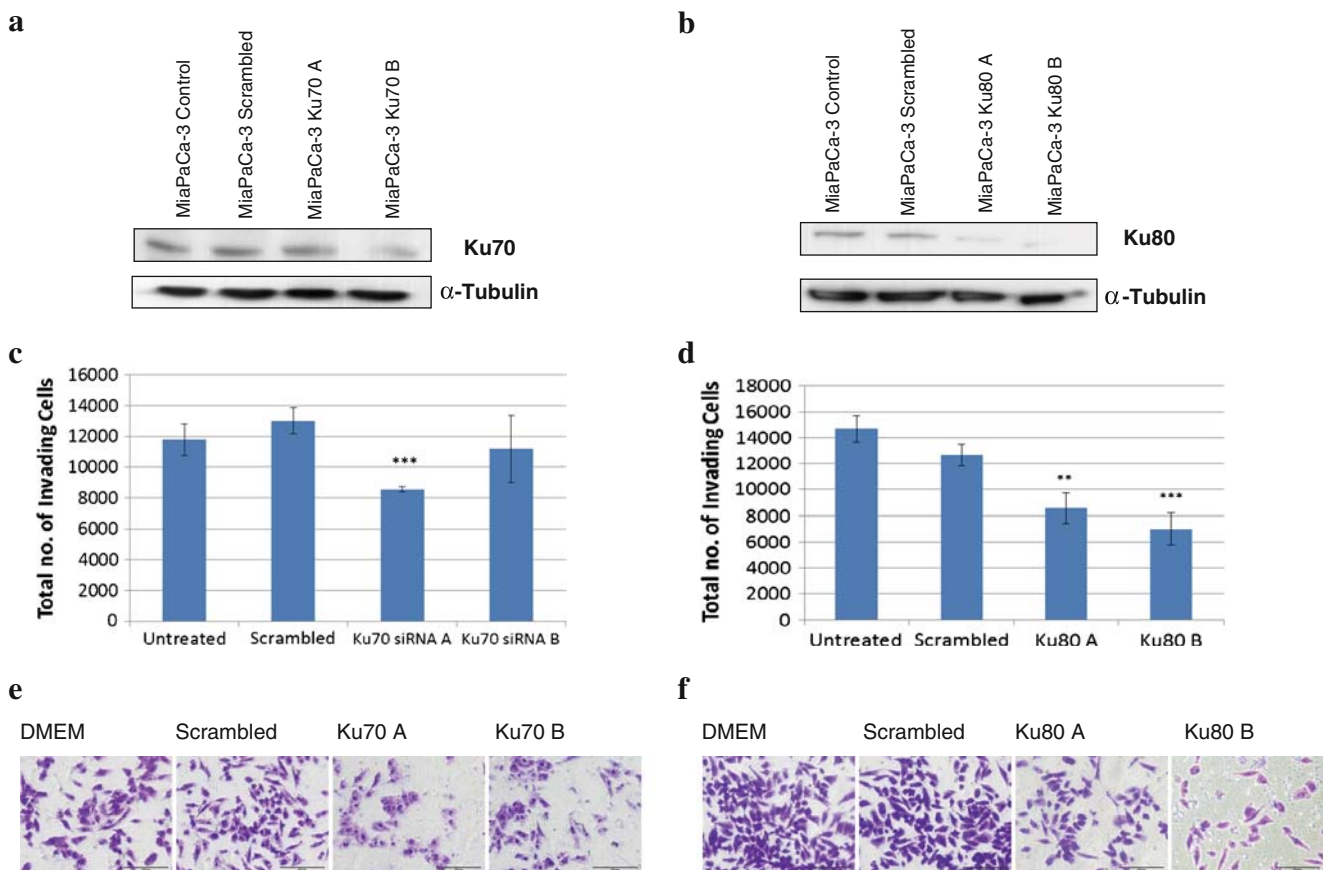 a
MiaPaCa-3 Control
MiaPaCa-3 Scrambled
MiaPaCa-3 Ku70 A
MiaPaCa-3 Ku70 B
Ku70
α-Tubulin
b
MiaPaCa-3 Control
MiaPaCa-3 Scrambled
MiaPaCa-3 Ku80 A
MiaPaCa-3 Ku80 B
Ku80
α-Tubulin
c
Total no. of Invading Cells
16000
14000
12000
10000
8000
6000
4000
2000
0
***
Untreated
Scrambled
Ku70 siRNA A
Ku70 siRNA B
d
Total no. of Invading Cells
18000
16000
14000
12000
10000
8000
6000
4000
2000
0
**
***
Untreated
Scrambled
Ku80 A
Ku80 B
e
DMEM
Scrambled
Ku70 A
Ku70 B
f
DMEM
Scrambled
Ku80 A
Ku80 B